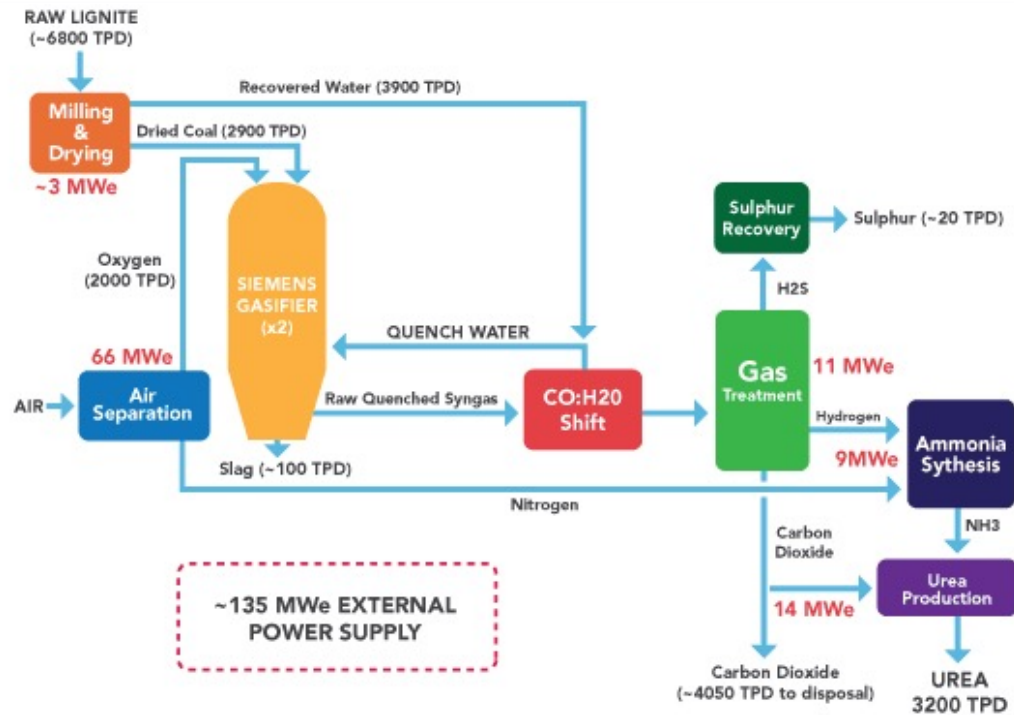 RAW LIGNITE
(~6800 TPD)
Recovered Water (3900 TPD)
Milling
&
Drying
Dried Coal (2900 TPD)
~3 MWe
Oxygen
(2000 TPD)
SIEMENS
GASIFIER
(x2)
Sulphur
Recovery
Sulphur (~20 TPD)
H2S
QUENCH WATER
66 MWe
AIR
Air
Separation
Raw Quenched Syngas
CO:H20
Shift
Gas
Treatment
11 MWe
Hydrogen
9MWe
Ammonia
Sythesis
Slag (~100 TPD)
Nitrogen
NH3
Carbon
Dioxide
14 MWe
Urea
Production
~135 MWe EXTERNAL
POWER SUPPLY
Carbon Dioxide
(~4050 TPD to disposal)
UREA
3200 TPD